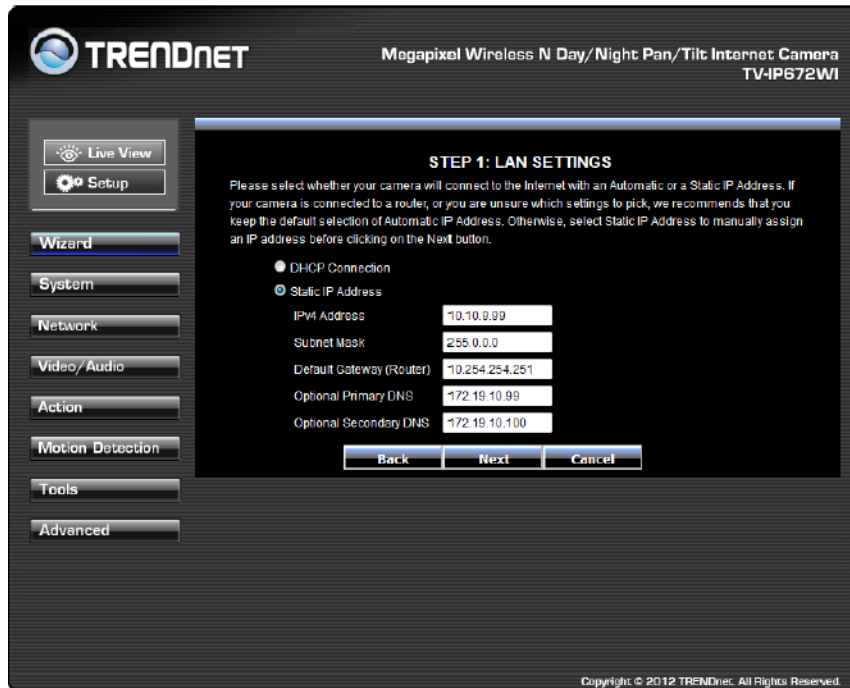 TRENDNET
Megapixel Wireless N Day/Night Pan/Tilt Internet Camera
TV-IP672WI
Live View
Setup
Wizard
System
Network
Video/Audio
Action
Motion Detection
Tools
Advanced
STEP 1: LAN SETTINGS
Please select whether your camera will connect to the Internet with an Automatic or a Static IP Address. If
your camera is connected to a router, or you are unsure which settings to pick, we recommends that you
keep the default selection of Automatic IP Address. Otherwise, select Static IP Address to manually assign
an IP address before clicking on the Next button.
DHCP Connection
Static IP Address
IPv4 Address 10.10.9.99
Subnet Mask 255.0.0.0
Default Gateway (Router) 10.254.254.251
Optional Primary DNS 172.19.10.99
Optional Secondary DNS 172.19.10.100
Back Next Cancel
Copyright © 2012 TRENDnet. All Rights Reserved.